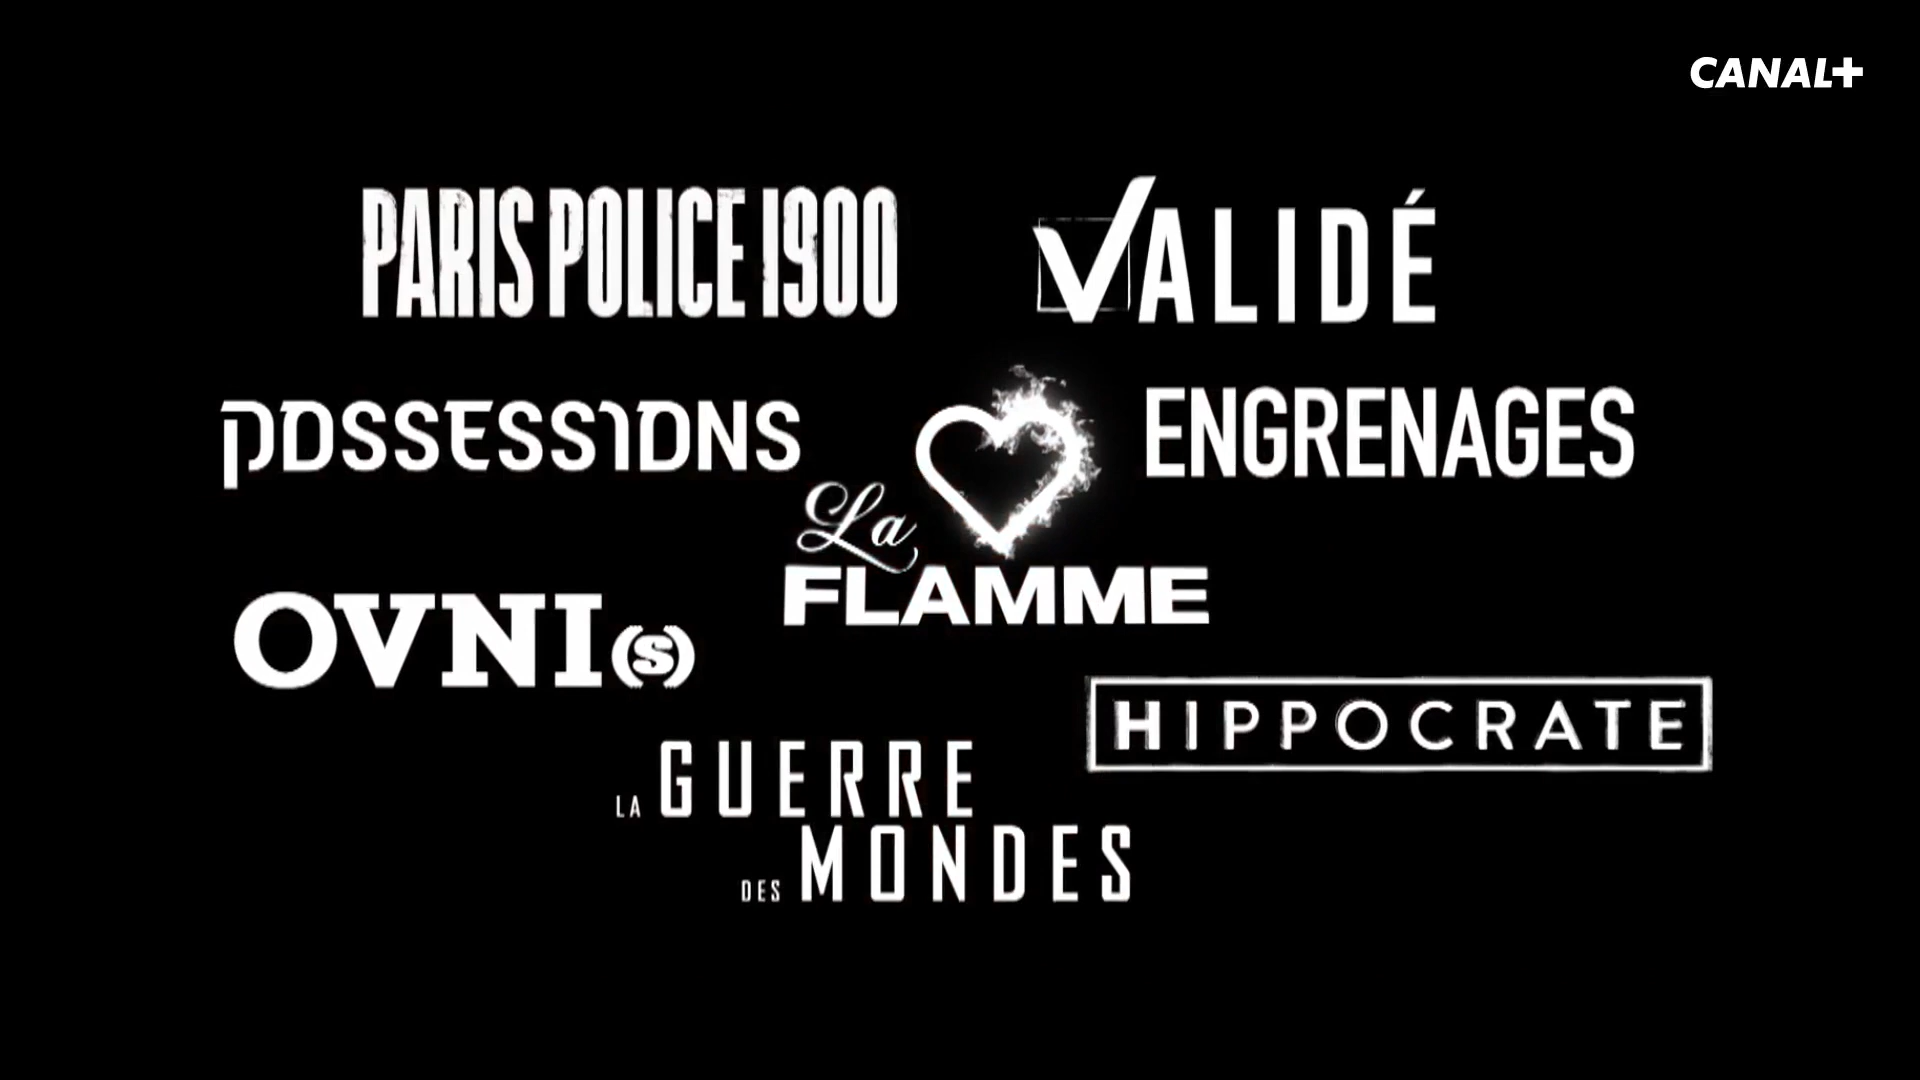 CANAL+
PARIS POLICE 1900
VALIDÉ
POSSESSIONS
ENGRENAGES
La
FLAMME
OVNI(s)
HIPPOCRATE
LA GUERRE
DES MONDES